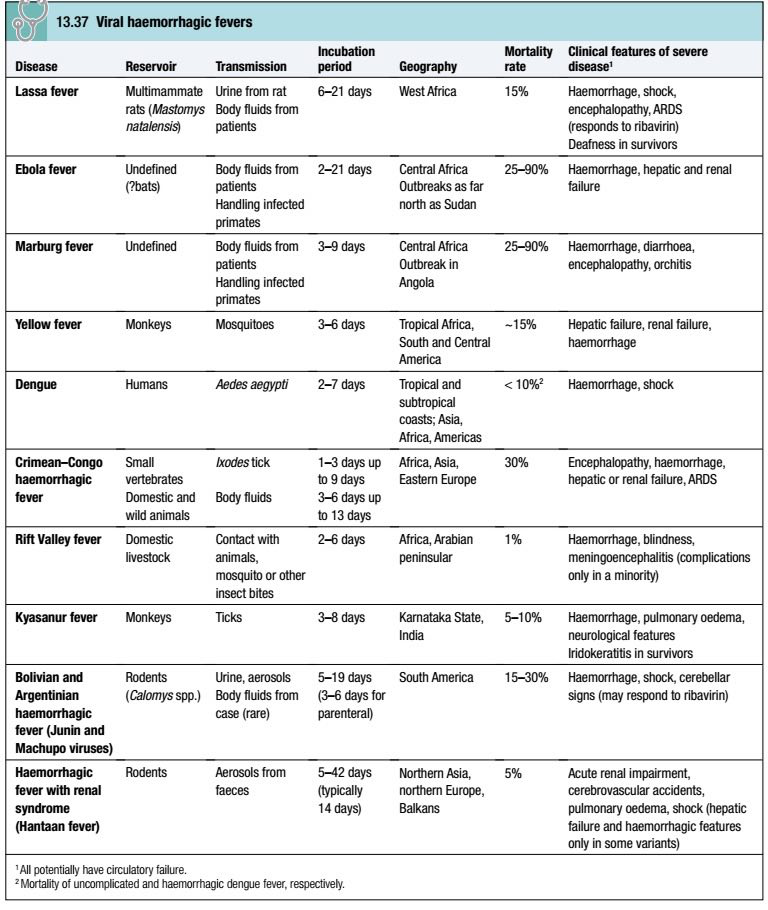 13.37 Viral haemorrhagic fevers
Disease Reservoir Transmission Incubation period Geography Mortality rate Clinical features of severe disease¹
Lassa fever
Multimammate
rats (Mastomys
natalensis)
Urine from rat
Body fluids from
patients
6–21 days
West Africa
15%
Haemorrhage, shock,
encephalopathy, ARDS
(responds to ribavirin)
Deafness in survivors
Ebola fever
Undefined
(?bats)
Body fluids from
patients
Handling infected
primates
2–21 days
Central Africa
Outbreaks as far
north as Sudan
25–90%
Haemorrhage, hepatic and renal
failure
Marburg fever
Undefined
Body fluids from
patients
Handling infected
primates
3–9 days
Central Africa
Outbreak in
Angola
25–90%
Haemorrhage, diarrhoea,
encephalopathy, orchitis
Yellow fever
Monkeys
Mosquitoes
3–6 days
Tropical Africa,
South and Central
America
~15%
Hepatic failure, renal failure,
haemorrhage
Dengue
Humans
Aedes aegypti
2–7 days
Tropical and
subtropical
coasts; Asia,
Africa, Americas
< 10%²
Haemorrhage, shock
Crimean–Congo
haemorrhagic
fever
Small
vertebrates
Domestic and
wild animals
Ixodes tick
Body fluids
1–3 days up
to 9 days
3–6 days up
to 13 days
Africa, Asia,
Eastern Europe
30%
Encephalopathy, haemorrhage,
hepatic or renal failure, ARDS
Rift Valley fever
Domestic
livestock
Contact with
animals,
mosquito or other
insect bites
2–6 days
Africa, Arabian
peninsular
1%
Haemorrhage, blindness,
meningoencephalitis (complications
only in a minority)
Kyasanur fever
Monkeys
Ticks
3–8 days
Karnataka State,
India
5–10%
Haemorrhage, pulmonary oedema,
neurological features
Iridokeratitis in survivors
Bolivian and
Argentinian
haemorrhagic
fever (Junin and
Machupo viruses)
Rodents
(Calomys spp.)
Urine, aerosols
Body fluids from
case (rare)
5–19 days
(3–6 days for
parenteral)
South America
15–30%
Haemorrhage, shock, cerebellar
signs (may respond to ribavirin)
Haemorrhagic
fever with renal
syndrome
(Hantaan fever)
Rodents
Aerosols from
faeces
5–42 days
(typically
14 days)
Northern Asia,
northern Europe,
Balkans
5%
Acute renal impairment,
cerebrovascular accidents,
pulmonary oedema, shock (hepatic
failure and haemorrhagic features
only in some variants)
¹All potentially have circulatory failure.
²Mortality of uncomplicated and haemorrhagic dengue fever, respectively.